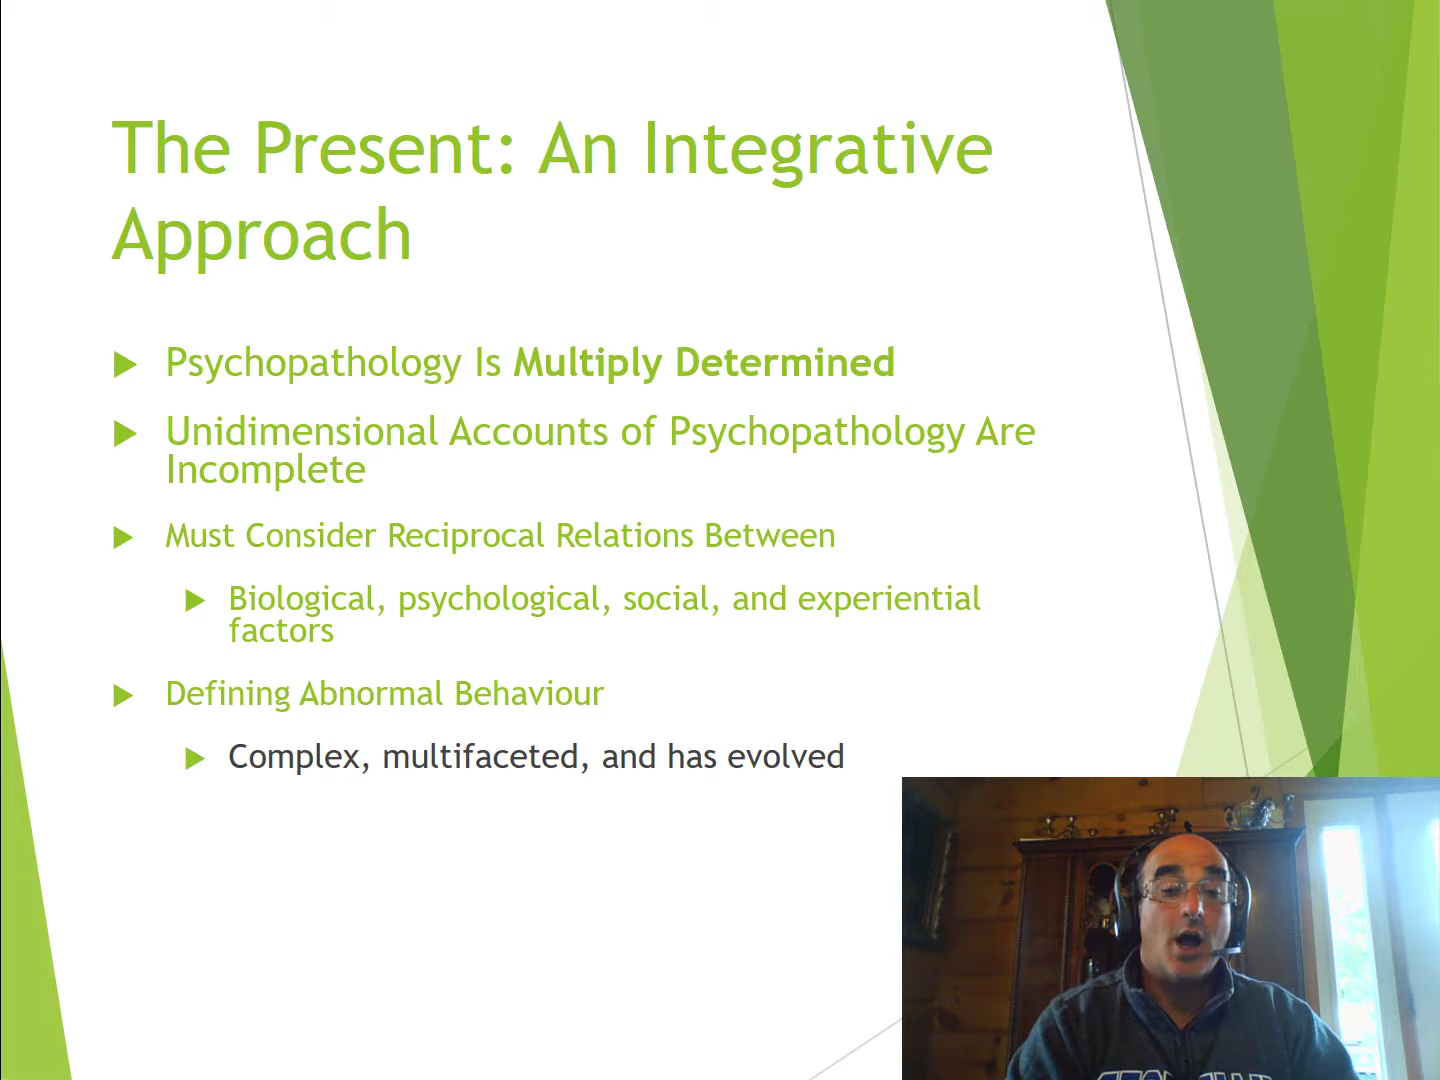 The Present: An Integrative
Approach
Psychopathology Is Multiply Determined
Unidimensional Accounts of Psychopathology Are
Incomplete
Must Consider Reciprocal Relations Between
Biological, psychological, social, and experiential
factors
Defining Abnormal Behaviour
Complex, multifaceted, and has evolved